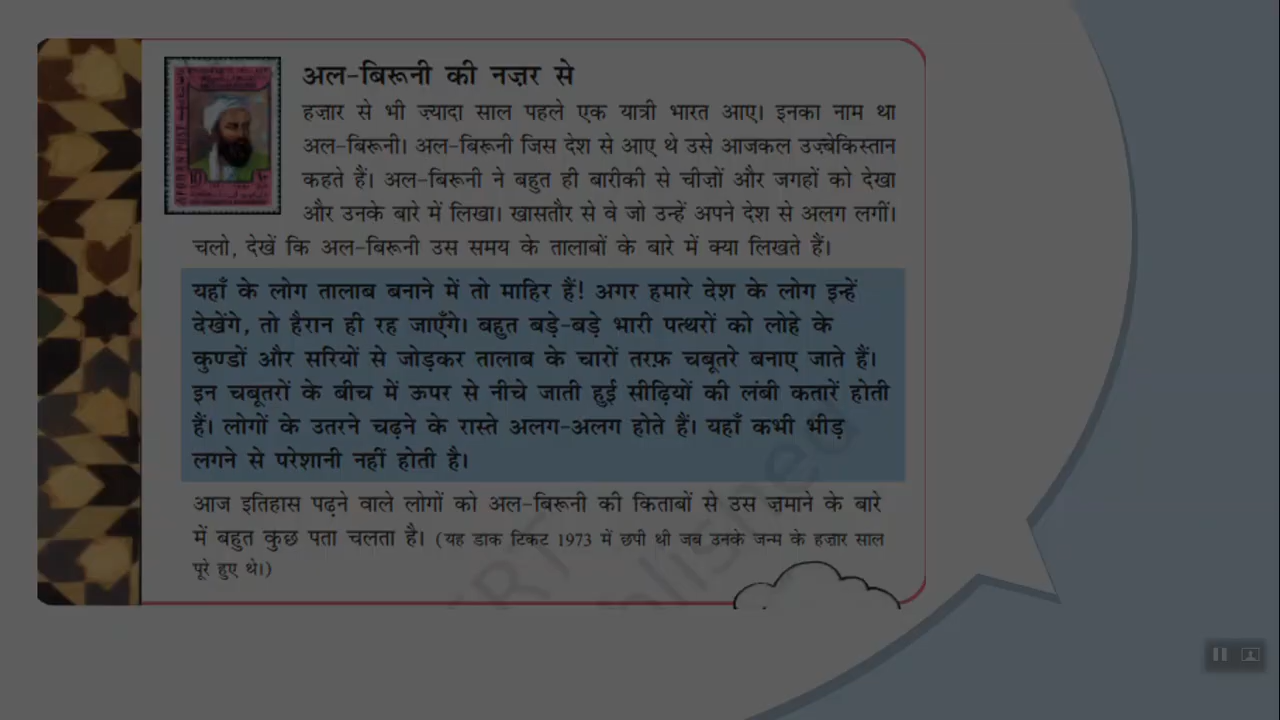 अल-बिरूनी की नज़र से
हज़ार से भी ज्यादा साल पहले एक यात्री भारत आए। इनका नाम था
अल-बिरूनी। अल-बिरूनी जिस देश से आए थे उसे आजकल उज़्बेकिस्तान
कहते हैं। अल-बिरूनी ने बहुत ही बारीकी से चीज़ों और जगहों को देखा
और उनके बारे में लिखा। खासतौर से वे जो उन्हें अपने देश से अलग लगीं।
चलो, देखें कि अल-बिरूनी उस समय के तालाबों के बारे में क्या लिखते हैं।
यहाँ के लोग तालाब बनाने में तो माहिर हैं! अगर हमारे देश के लोग इन्हें
देखेंगे, तो हैरान ही रह जाएँगे। बहुत बड़े-बड़े भारी पत्थरों को लोहे के
कुण्डों और सरियों से जोड़कर तालाब के चारों तरफ़ चबूतरे बनाए जाते हैं।
इन चबूतरों के बीच में ऊपर से नीचे जाती हुई सीढ़ियों की लंबी कतारें होती
हैं। लोगों के उतरने चढ़ने के रास्ते अलग-अलग होते हैं। यहाँ कभी भीड़
लगने से परेशानी नहीं होती है।
आज इतिहास पढ़ने वाले लोगों को अल-बिरूनी की किताबों से उस ज़माने के बारे
में बहुत कुछ पता चलता है। (यह डाक टिकट 1973 में छपी थी जब उनके जन्म के हज़ार साल
पूरे हुए थे।)